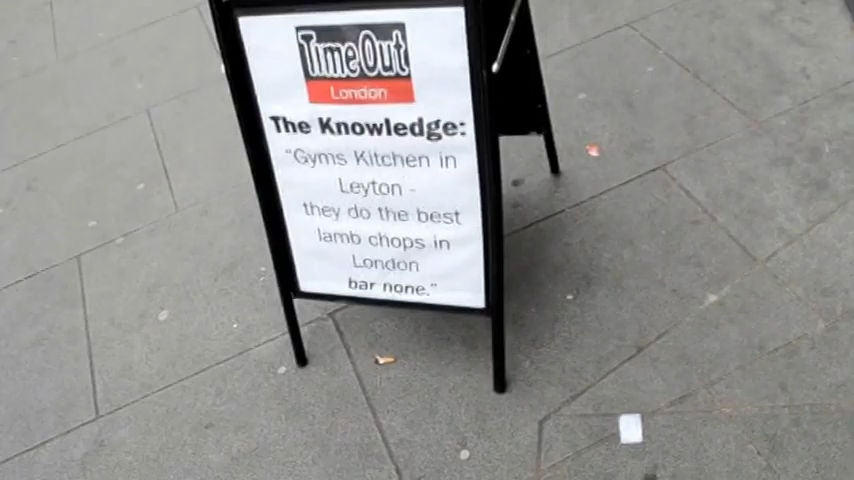 Time Out
London
The Knowledge:
"Gyms Kitchen in
Leyton -
they do the best
lamb chops in
London
bar none."